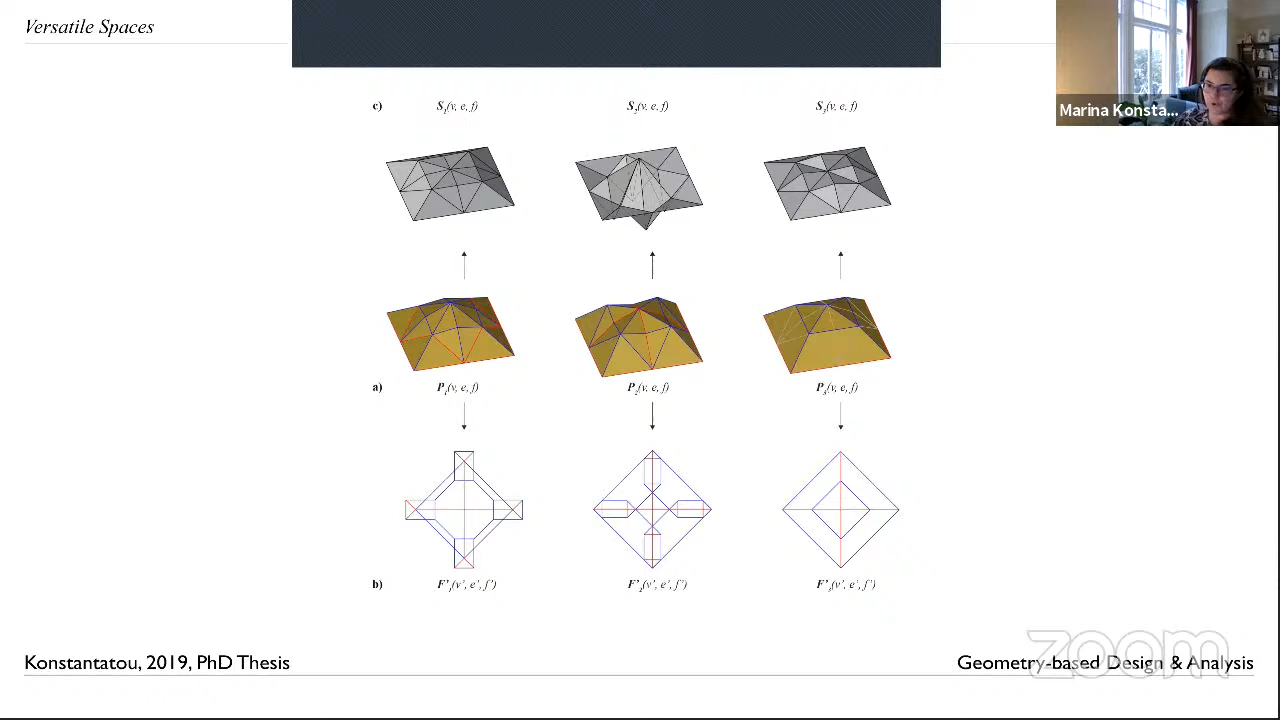 Versatile Spaces
Marina Konsta...
c) S1(v, e, f) S2(v, e, f) S3(v, e, f)
a) P1(v, e, f) P2(v, e, f) P3(v, e, f)
b) F'1(v', e', f') F'2(v', e', f') F'3(v', e', f')
zoom
Konstantatou, 2019, PhD Thesis Geometry-based Design & Analysis